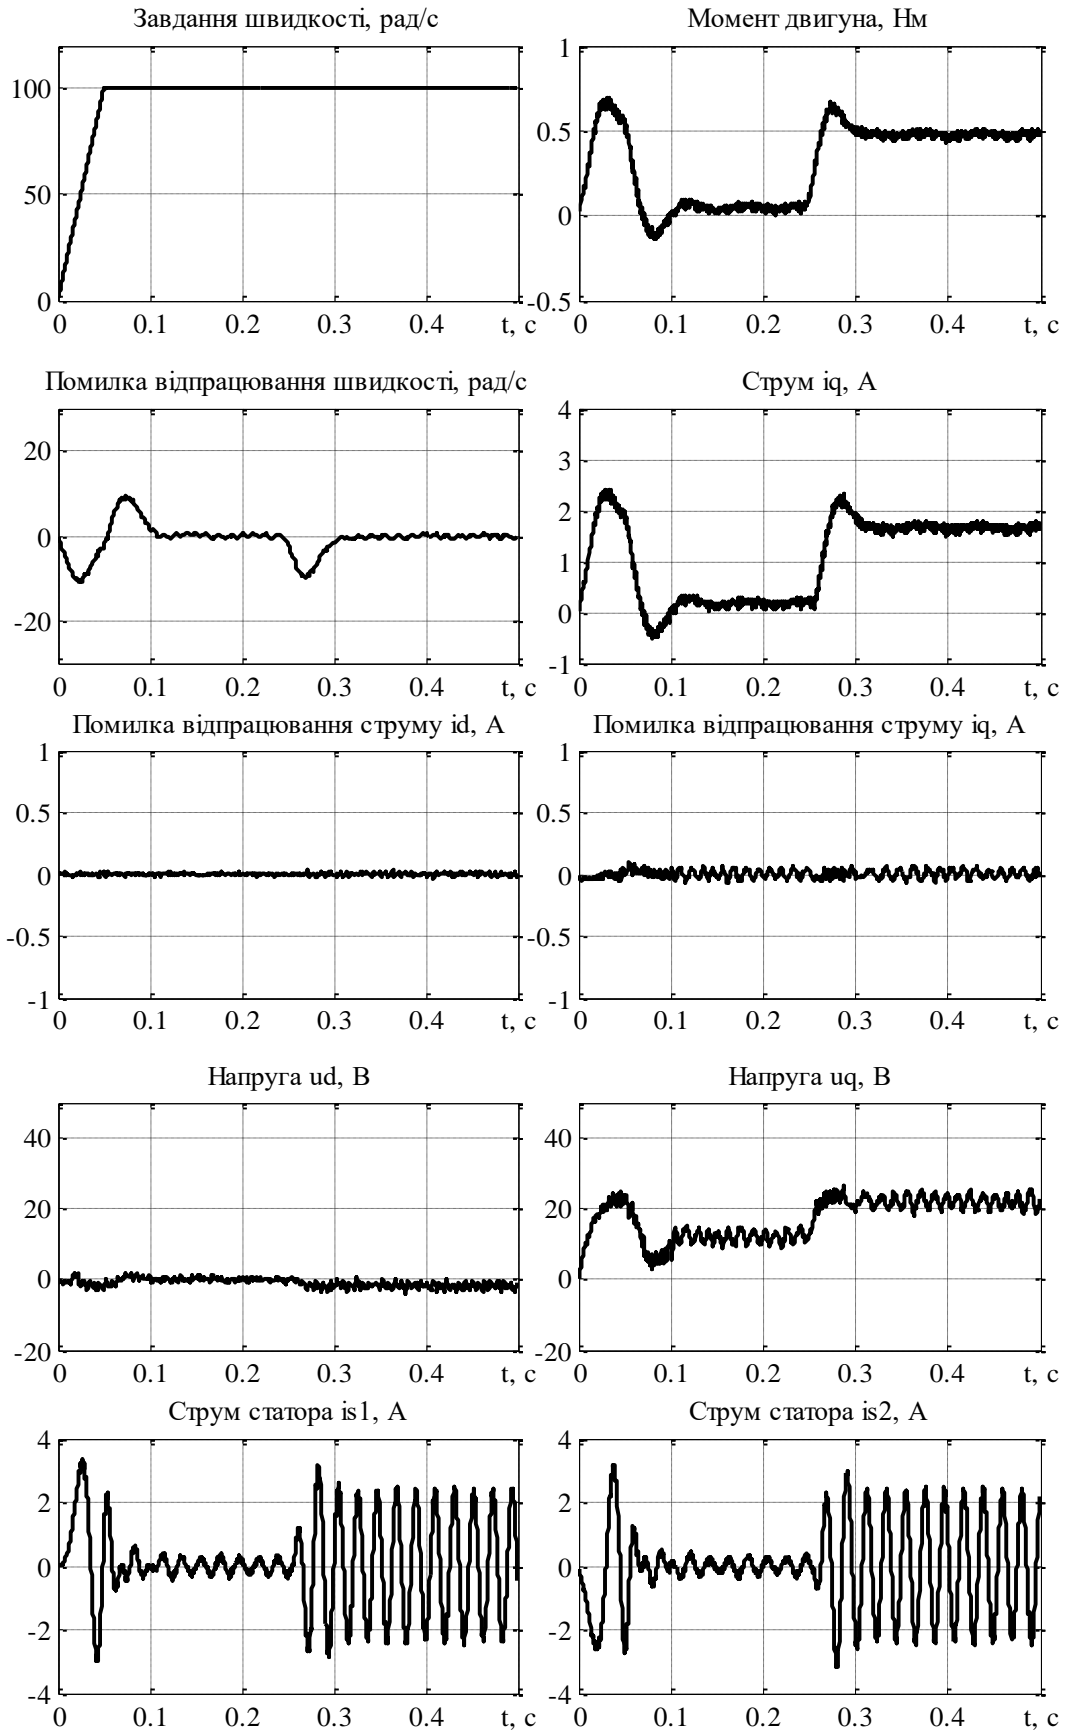 Завдання швидкості, рад/с
Момент двигуна, Нм
100
50
0
0 0.1 0.2 0.3 0.4 t, с
1
0.5
0
-0.5
0 0.1 0.2 0.3 0.4 t, с
Помилка відпрацювання швидкості, рад/с
Струм iq, А
20
0
-20
0 0.1 0.2 0.3 0.4 t, с
4
3
2
1
0
-1
0 0.1 0.2 0.3 0.4 t, с
Помилка відпрацювання струму id, А
Помилка відпрацювання струму iq, А
1
0.5
0
-0.5
-1
0 0.1 0.2 0.3 0.4 t, с
1
0.5
0
-0.5
-1
0 0.1 0.2 0.3 0.4 t, с
Напруга ud, В
Напруга uq, В
40
20
0
-20
0 0.1 0.2 0.3 0.4 t, с
40
20
0
-20
0 0.1 0.2 0.3 0.4 t, с
Струм статора is1, А
Струм статора is2, А
4
2
0
-2
-4
0 0.1 0.2 0.3 0.4 t, с
4
2
0
-2
-4
0 0.1 0.2 0.3 0.4 t, с